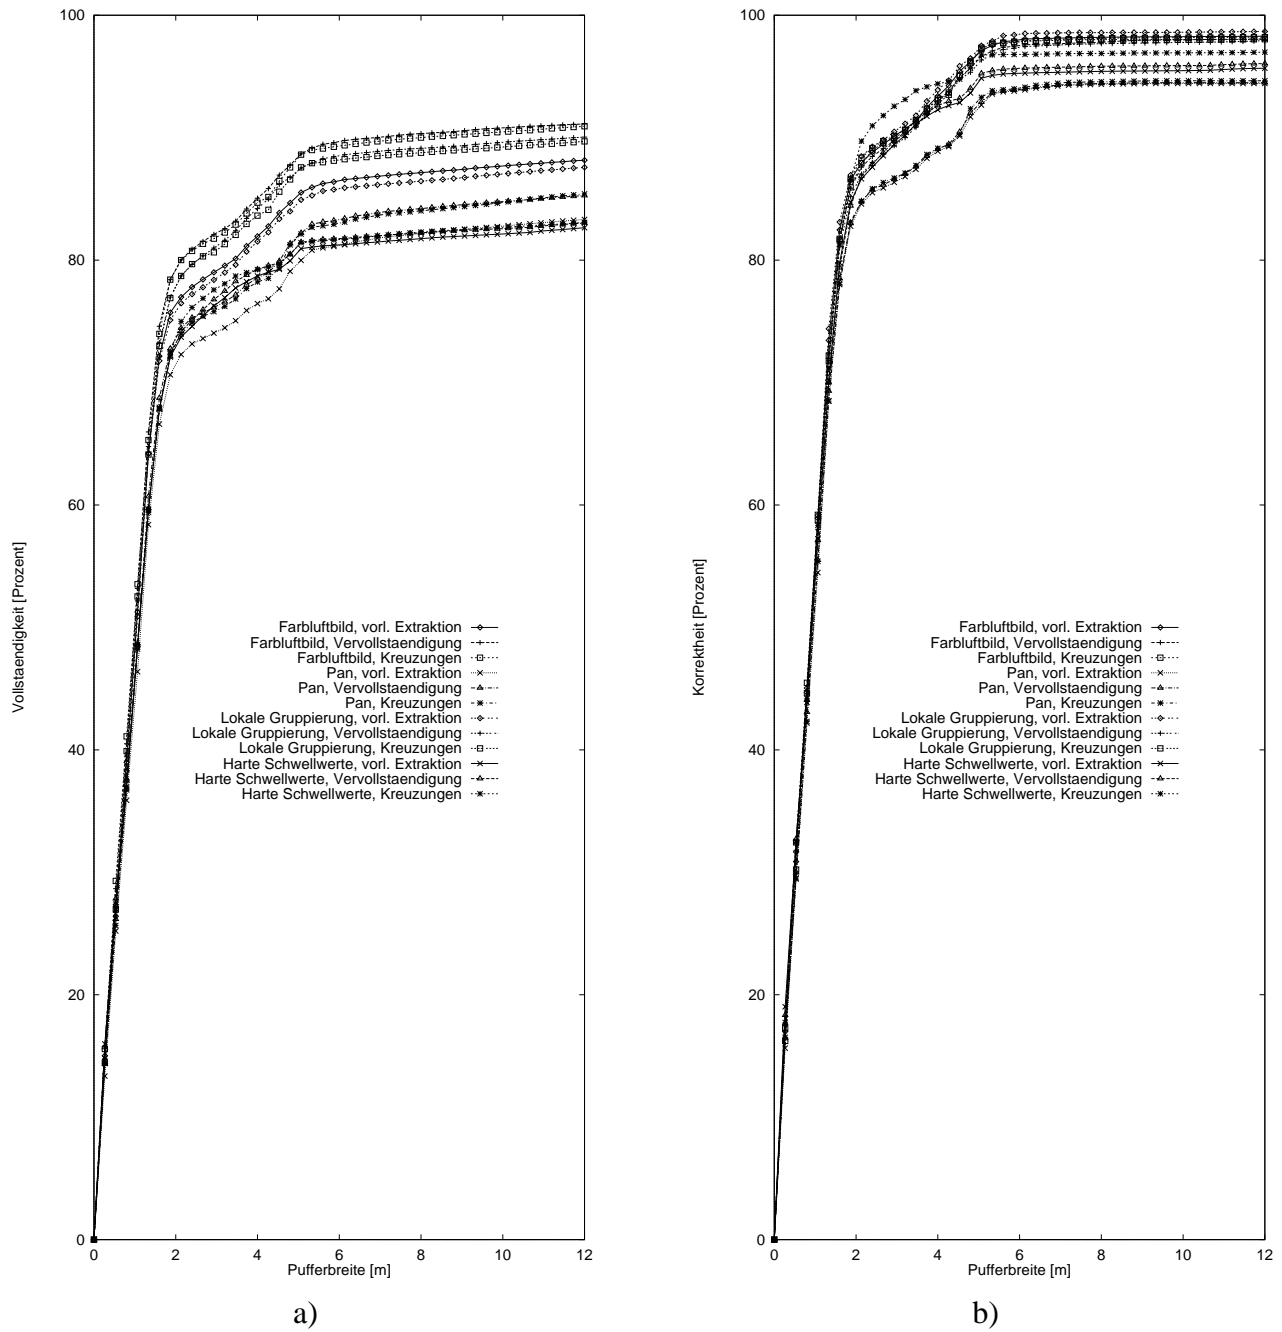 100
80
60
40
20
0
0 2 4 6 8 10 12
Vollstaendigkeit [Prozent]
Pufferbreite [m]
Farbluftbild, vorl. Extraktion
Farbluftbild, Vervollstaendigung
Farbluftbild, Kreuzungen
Pan, vorl. Extraktion
Pan, Vervollstaendigung
Pan, Kreuzungen
Lokale Gruppierung, vorl. Extraktion
Lokale Gruppierung, Vervollstaendigung
Lokale Gruppierung, Kreuzungen
Harte Schwellwerte, vorl. Extraktion
Harte Schwellwerte, Vervollstaendigung
Harte Schwellwerte, Kreuzungen
a)
100
80
60
40
20
0
0 2 4 6 8 10 12
Korrektheit [Prozent]
Pufferbreite [m]
Farbluftbild, vorl. Extraktion
Farbluftbild, Vervollstaendigung
Farbluftbild, Kreuzungen
Pan, vorl. Extraktion
Pan, Vervollstaendigung
Pan, Kreuzungen
Lokale Gruppierung, vorl. Extraktion
Lokale Gruppierung, Vervollstaendigung
Lokale Gruppierung, Kreuzungen
Harte Schwellwerte, vorl. Extraktion
Harte Schwellwerte, Vervollstaendigung
Harte Schwellwerte, Kreuzungen
b)